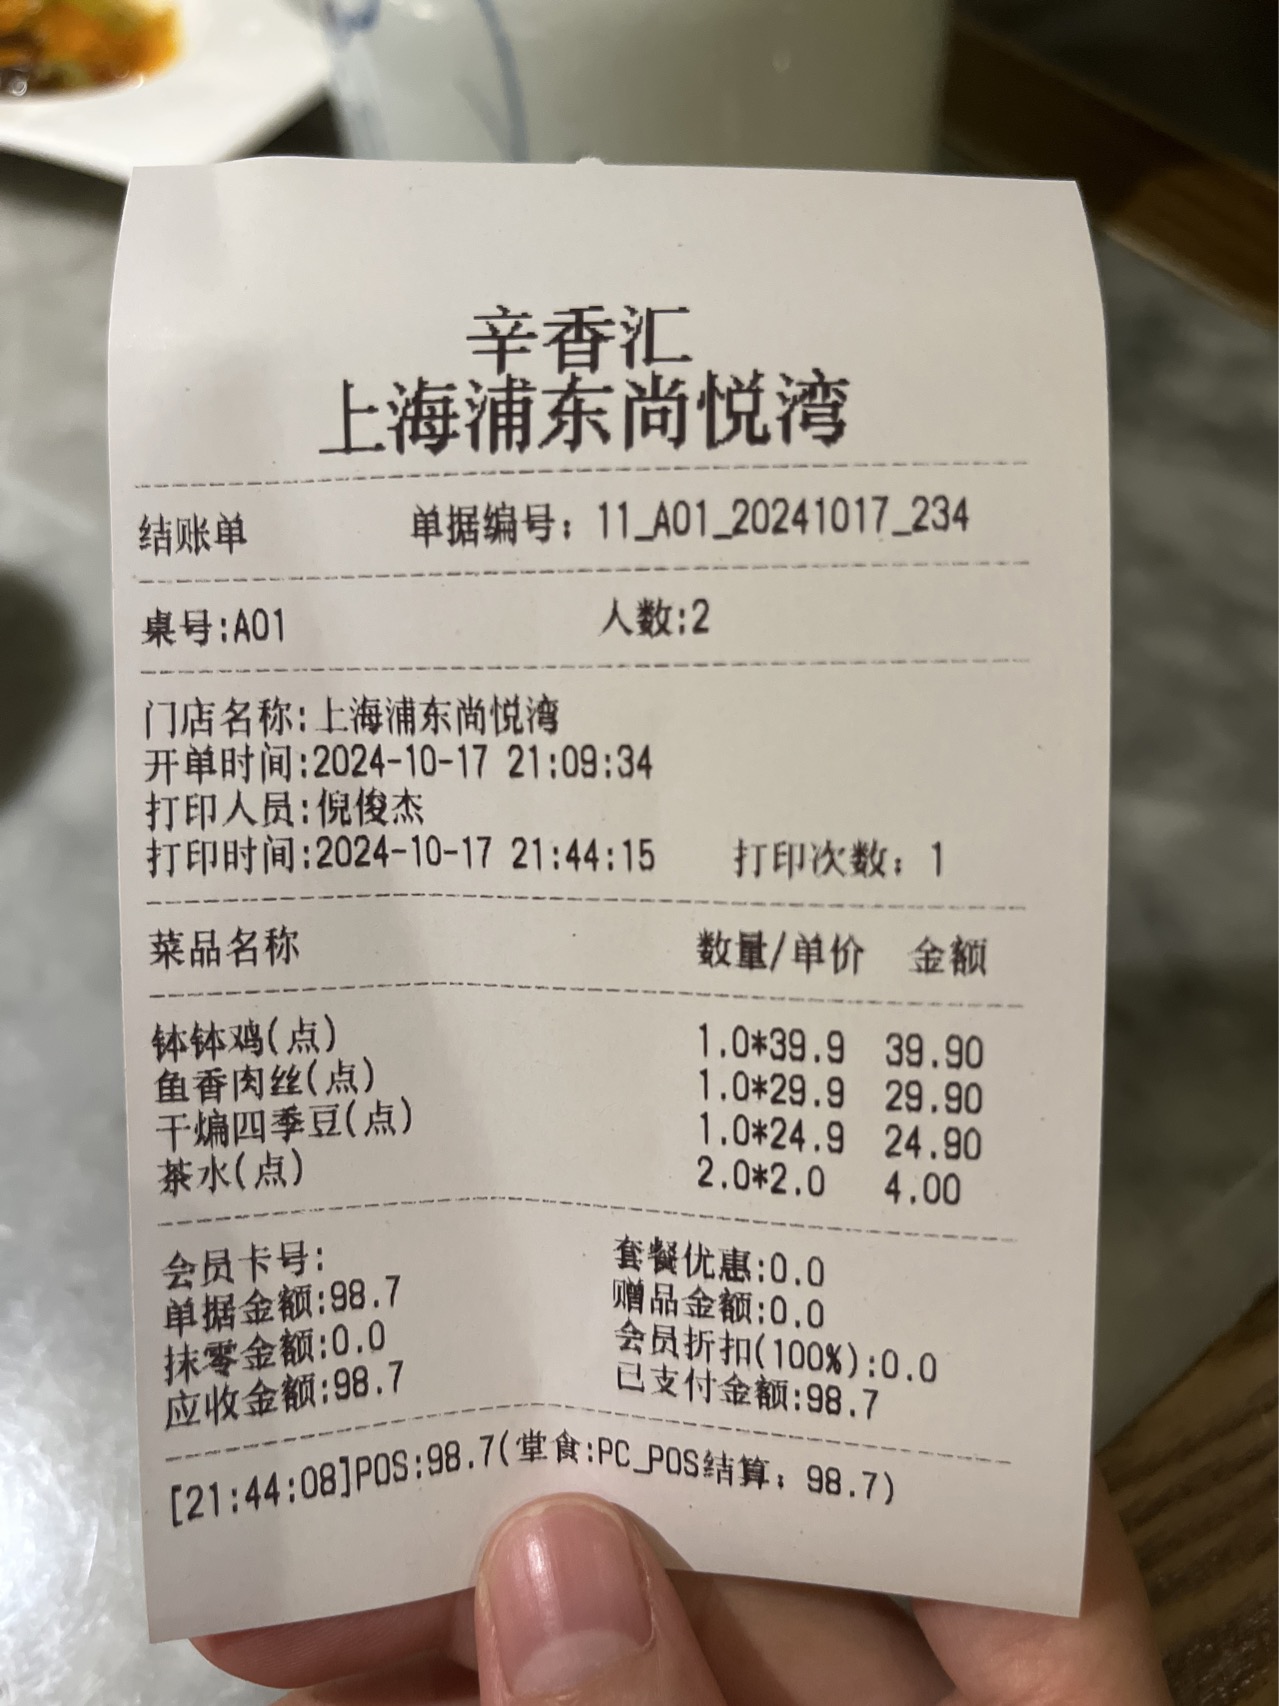 辛香汇
上海浦东尚悦湾
结账单 单据编号：11_A01_20241017_234
桌号:A01 人数:2
门店名称:上海浦东尚悦湾
开单时间:2024-10-17 21:09:34
打印人员:倪俊杰
打印时间:2024-10-17 21:44:15 打印次数：1
菜品名称 数量/单价 金额
钵钵鸡(点) 1.0*39.9 39.90
鱼香肉丝(点) 1.0*29.9 29.90
干煸四季豆(点) 1.0*24.9 24.90
茶水(点) 2.0*2.0 4.00
会员卡号: 套餐优惠:0.0
单据金额:98.7 赠品金额:0.0
抹零金额:0.0 会员折扣(100%):0.0
应收金额:98.7 已支付金额:98.7
[21:44:08]POS:98.7(堂食:PC_POS结算：98.7)